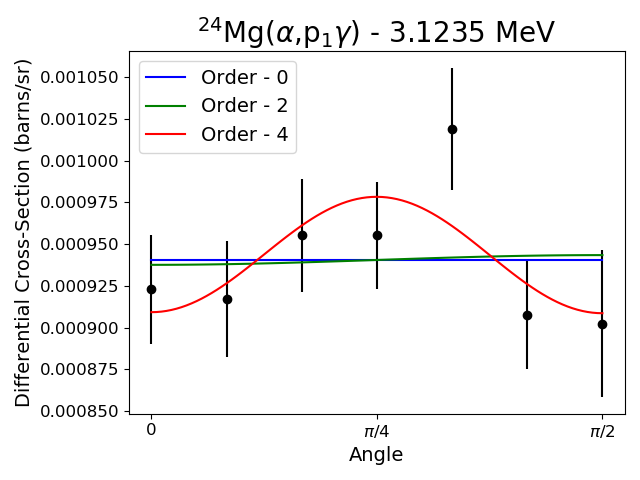 ²⁴Mg(α,p₁γ) - 3.1235 MeV
Order - 0
Order - 2
Order - 4
Differential Cross-Section (barns/sr)
0.001050
0.001025
0.001000
0.000975
0.000950
0.000925
0.000900
0.000875
0.000850
0
π/4
π/2
Angle